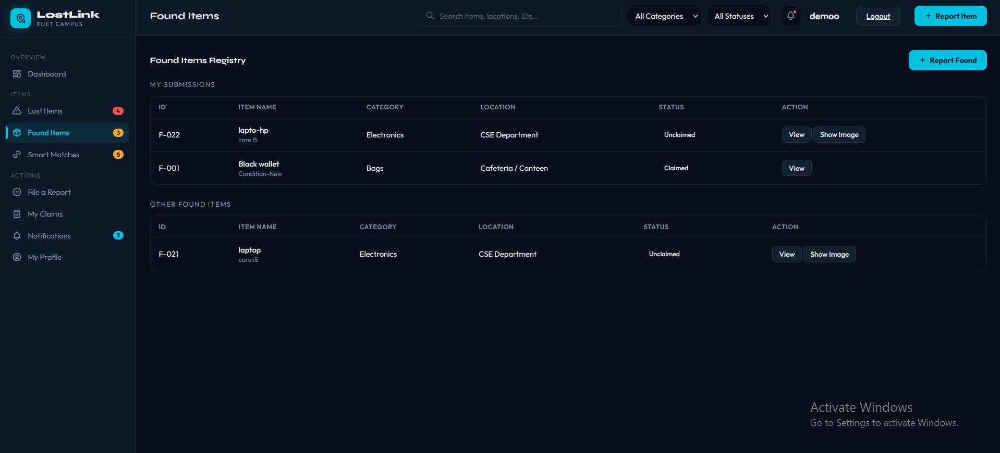 LostLink
KUET CAMPUS
OVERVIEW
Dashboard
ITEMS
Lost Items 4
Found Items 3
Smart Matches 5
ACTIONS
File a Report
My Claims
Notifications 3
My Profile
Found Items
Search items, locations, IDs...
All Categories
All Statuses
demoo
Logout
+ Report Item
Found Items Registry
+ Report Found
MY SUBMISSIONS
ID ITEM NAME CATEGORY LOCATION STATUS ACTION
F-022 lapto-hp Electronics CSE Department Unclaimed View Show Image
core i5
F-001 Black wallet Bags Cafeteria / Canteen Claimed View
Condition-New
OTHER FOUND ITEMS
ID ITEM NAME CATEGORY LOCATION STATUS ACTION
F-021 laptop Electronics CSE Department Unclaimed View Show Image
core i5
Activate Windows
Go to Settings to activate Windows.